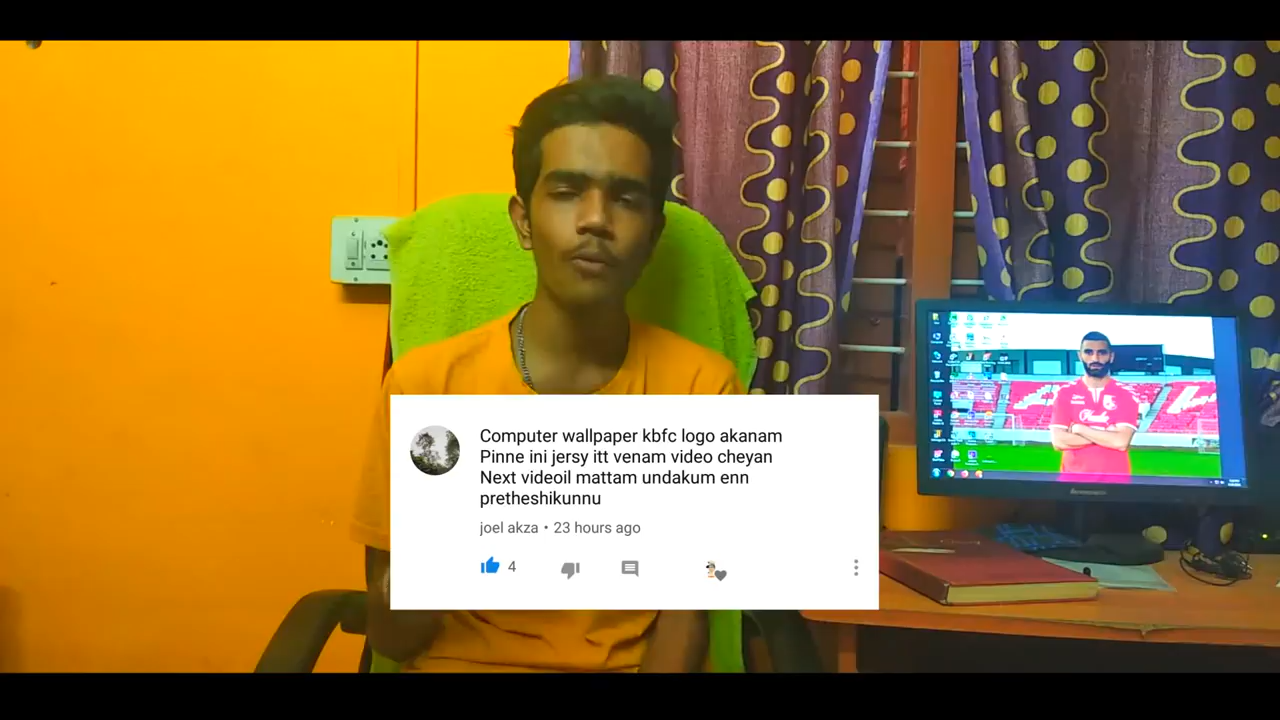 Computer wallpaper kbfc logo akanam
Pinne ini jersy itt venam video cheyan
Next videoil mattam undakum enn
pretheshikunnu
joel akza • 23 hours ago
4